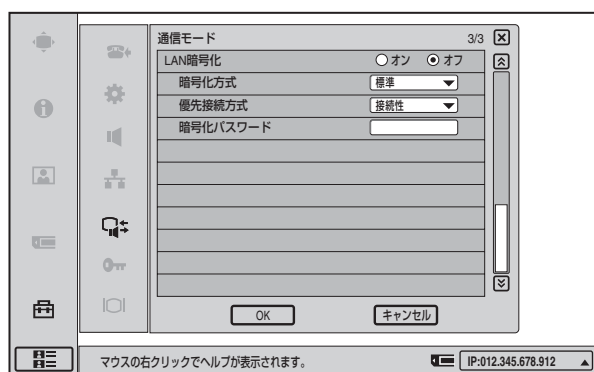 通信モード 3/3
LAN暗号化 オン オフ
暗号化方式 標準
優先接続方式 接続性
暗号化パスワード
OK キャンセル
マウスの右クリックでヘルプが表示されます。 IP:012.345.678.912